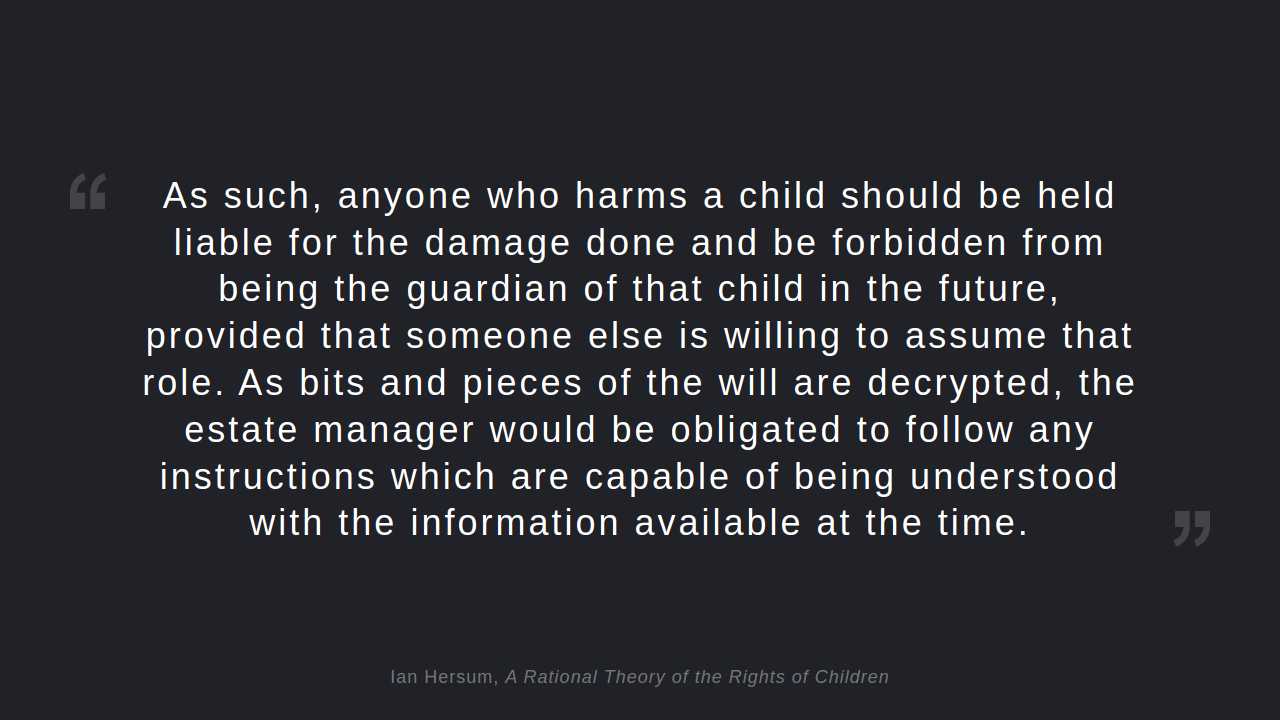 “ As such, anyone who harms a child should be held
liable for the damage done and be forbidden from
being the guardian of that child in the future,
provided that someone else is willing to assume that
role. As bits and pieces of the will are decrypted, the
estate manager would be obligated to follow any
instructions which are capable of being understood
with the information available at the time. ”
Ian Hersum, A Rational Theory of the Rights of Children